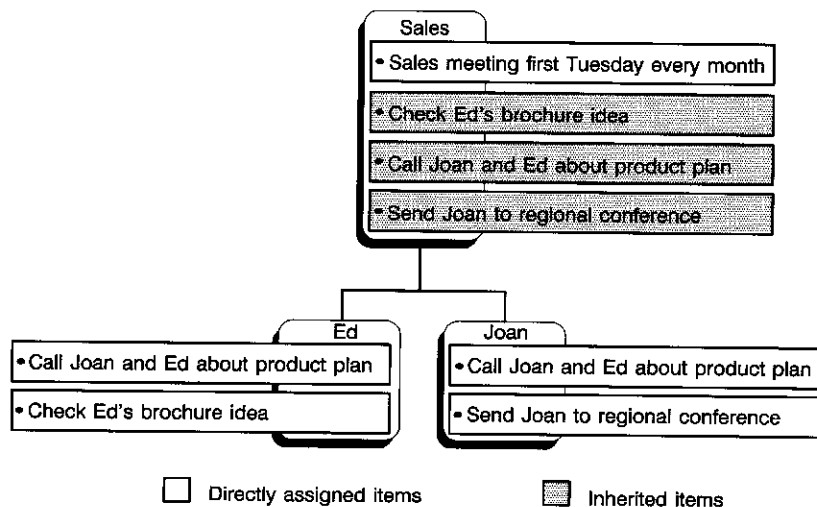 Sales
• Sales meeting first Tuesday every month
• Check Ed's brochure idea
• Call Joan and Ed about product plan
• Send Joan to regional conference
Ed
• Call Joan and Ed about product plan
• Check Ed's brochure idea
Joan
• Call Joan and Ed about product plan
• Send Joan to regional conference
Directly assigned items
Inherited items